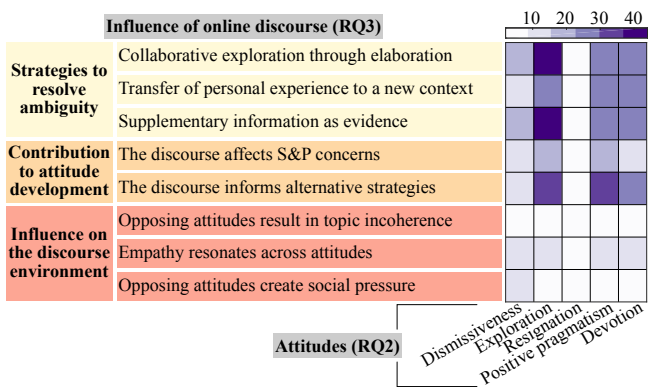 Influence of online discourse (RQ3)
10 20 30 40
Strategies to
resolve
ambiguity
Collaborative exploration through elaboration
Transfer of personal experience to a new context
Supplementary information as evidence
Contribution
to attitude
development
The discourse affects S&P concerns
The discourse informs alternative strategies
Influence on
the discourse
environment
Opposing attitudes result in topic incoherence
Empathy resonates across attitudes
Opposing attitudes create social pressure
Attitudes (RQ2)
Dismissiveness
Exploration
Resignation
Positive pragmatism
Devotion